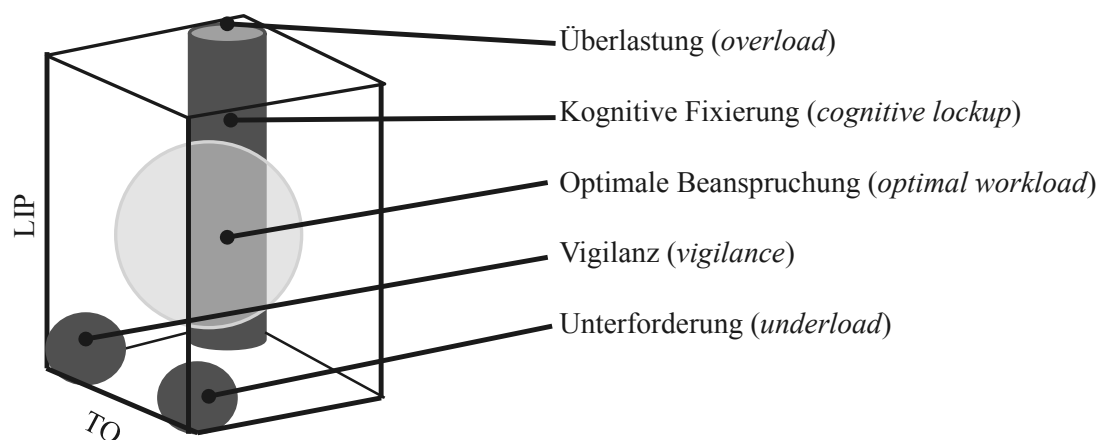 Überlastung (overload)
Kognitive Fixierung (cognitive lockup)
Optimale Beanspruchung (optimal workload)
LIP
Vigilanz (vigilance)
Unterforderung (underload)
TO